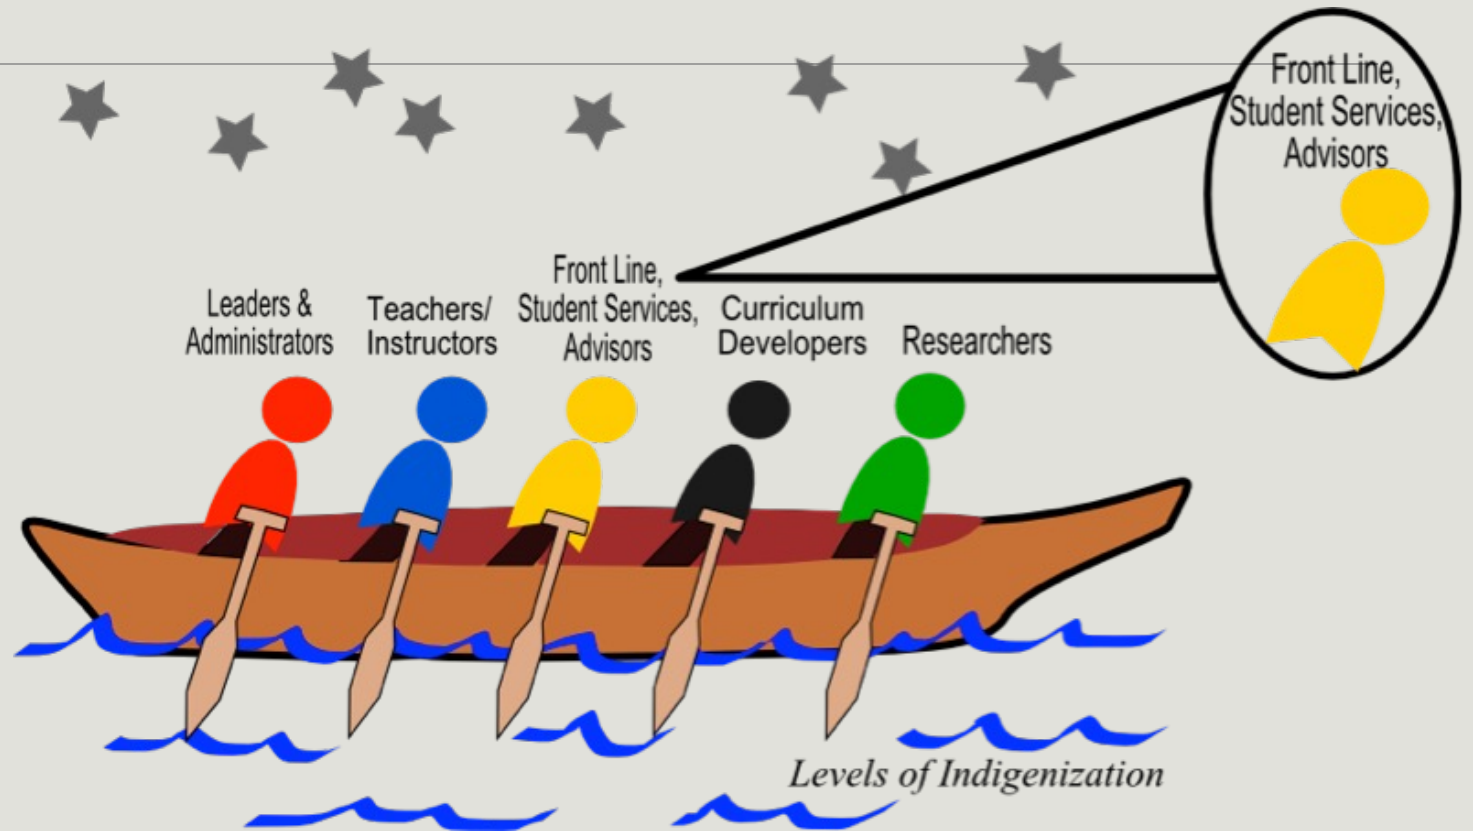 Front Line,
Student Services,
Advisors
Leaders &
Administrators
Teachers/
Instructors
Front Line,
Student Services,
Advisors
Curriculum
Developers
Researchers
Levels of Indigenization